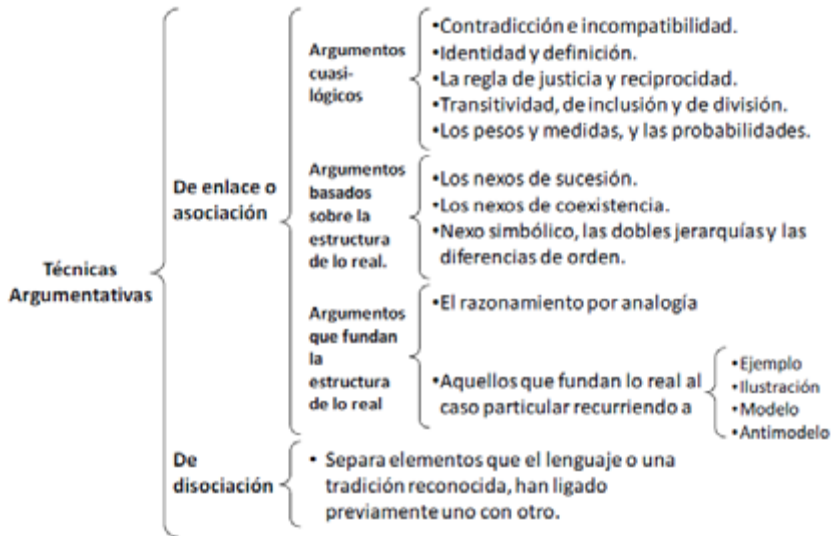 Técnicas
Argumentativas
De enlace o
asociación
Argumentos
cuasi-
lógicos
•Contradicción e incompatibilidad.
•Identidad y definición.
•La regla de justicia y reciprocidad.
•Transitividad, de inclusión y de división.
•Los pesos y medidas, y las probabilidades.
Argumentos
basados
sobre la
estructura
de lo real.
•Los nexos de sucesión.
•Los nexos de coexistencia.
•Nexo simbólico, las dobles jerarquías y las
diferencias de orden.
Argumentos
que fundan
la
estructura
de lo real
•El razonamiento por analogía
•Aquellos que fundan lo real al
caso particular recurriendo a
•Ejemplo
•Ilustración
•Modelo
•Antimodelo
De
disociación
• Separa elementos que el lenguaje o una
tradición reconocida, han ligado
previamente uno con otro.